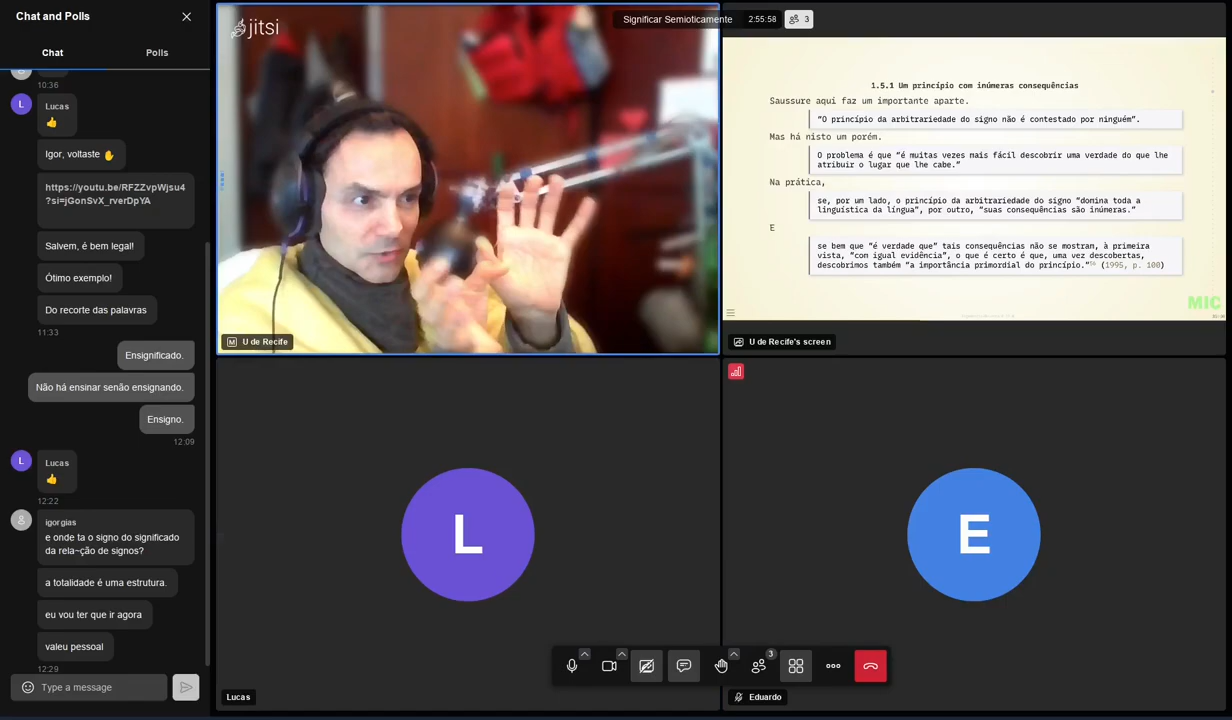 Chat and Polls
Chat
Polls
10:36
L
Lucas
👍
Igor, voltaste ✋
https://youtu.be/RFZZvpWjsu4
?si=jGonSvX_rverDpYA
Salvem, é bem legal!
Ótimo exemplo!
Do recorte das palavras
11:33
Ensignificado.
Não há ensinar senão ensignando.
Ensigno.
12:09
L
Lucas
👍
12:22
igorgias
e onde ta o signo do significado
da rela~ção de signos?
a totalidade é uma estrutura.
eu vou ter que ir agora
valeu pessoal
12:29
Type a message
jitsi
Significar Semioticamente
2:55:58
3
M
U de Recife
1.5.1 Um princípio com inúmeras consequências
Saussure aqui faz um importante aparte.
“O princípio da arbitrariedade do signo não é contestado por ninguém”.
Mas há nisto um porém.
O problema é que “é muitas vezes mais fácil descobrir uma verdade do que lhe
atribuir o lugar que lhe cabe.”
Na prática,
se, por um lado, o princípio da arbitrariedade do signo “domina toda a
linguística da língua”, por outro, “suas consequências são inúmeras.”
E
se bem que “é verdade que” tais consequências não se mostram, à primeira
vista, “com igual evidência”, o que é certo é que, uma vez descobertas,
descobrimos também “a importância primordial do princípio.” (1995, p. 100)
MIC
U de Recife's screen
L
E
3
Lucas
Eduardo